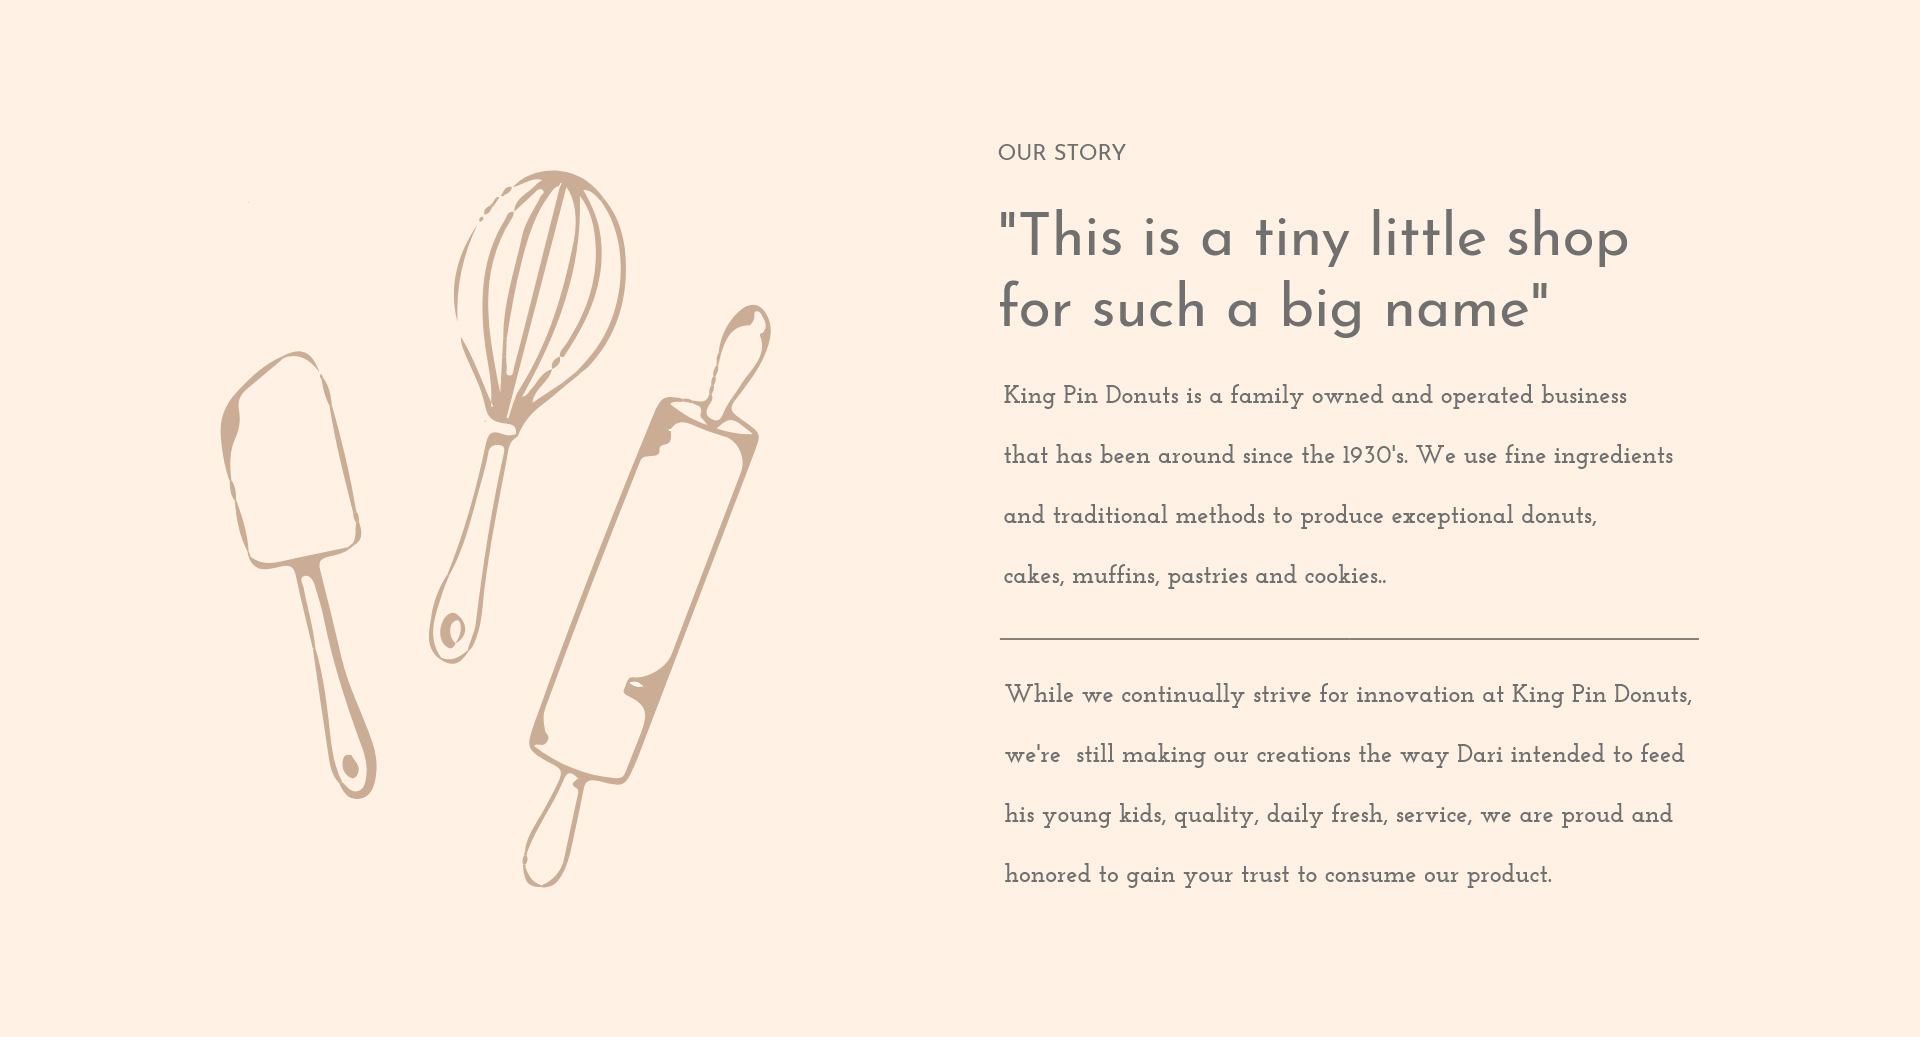 OUR STORY
"This is a tiny little shop
for such a big name"
King Pin Donuts is a family owned and operated business
that has been around since the 1930's. We use fine ingredients
and traditional methods to produce exceptional donuts,
cakes, muffins, pastries and cookies..
While we continually strive for innovation at King Pin Donuts,
we're  still making our creations the way Dari intended to feed
his young kids, quality, daily fresh, service, we are proud and
honored to gain your trust to consume our product.